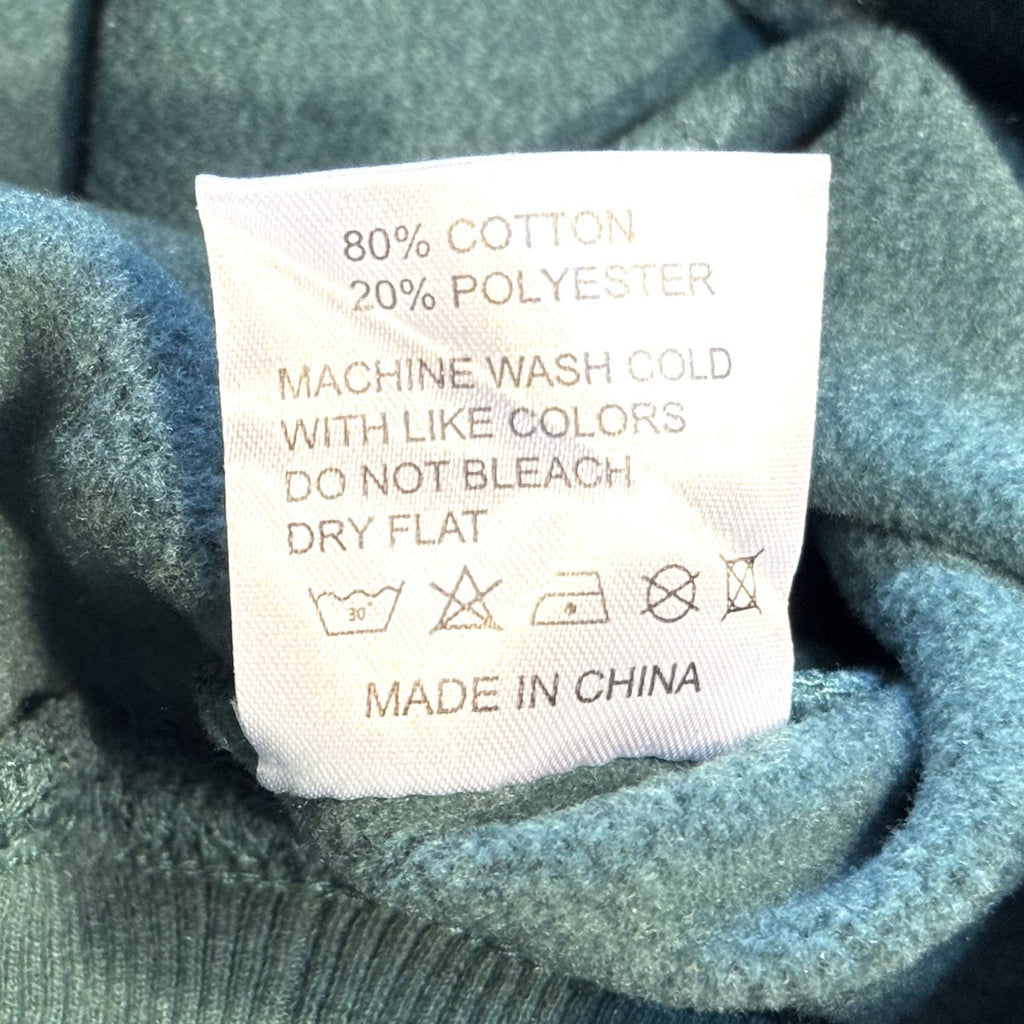 80% COTTON
20% POLYESTER
MACHINE WASH COLD
WITH LIKE COLORS
DO NOT BLEACH
DRY FLAT
30°
MADE IN CHINA